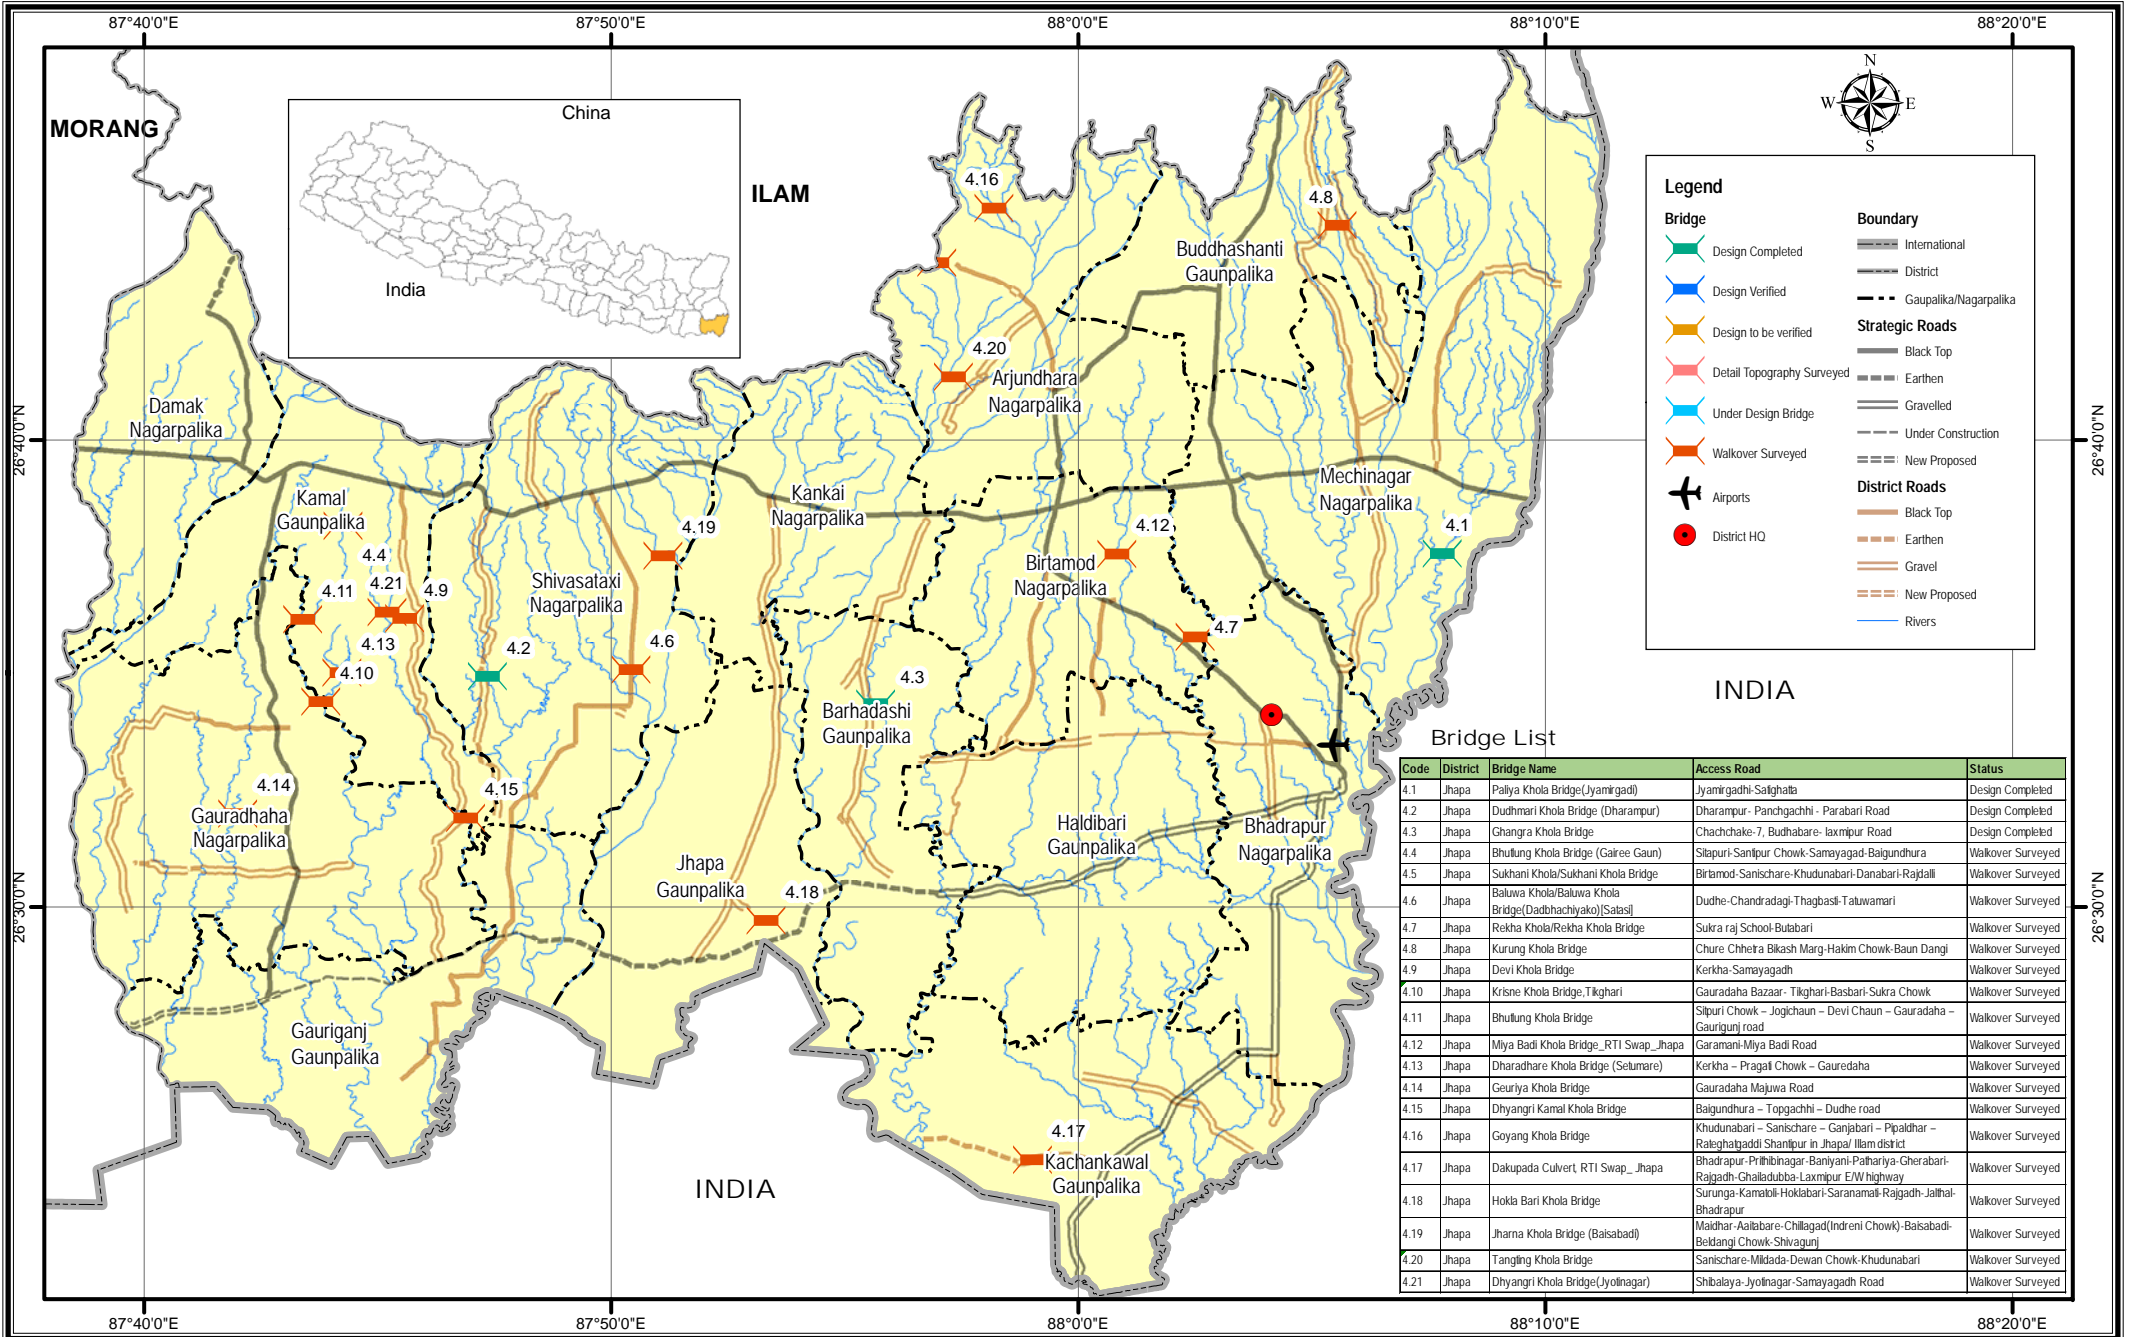 87°40'0"E 87°50'0"E 88°0'0"E 88°10'0"E 88°20'0"E
MORANG
China
India
ILAM
N
W E
S
Legend
Bridge
Design Completed
Design Verified
Design to be verified
Detail Topography Surveyed
Under Design Bridge
Walkover Surveyed
Airports
District HQ
Boundary
International
District
Gaupalika/Nagarpalika
Strategic Roads
Black Top
Earthen
Gravelled
Under Construction
New Proposed
District Roads
Black Top
Earthen
Gravel
New Proposed
Rivers
4.16
4.8
Buddhashanti
Gaunpalika
4.20
Arjundhara
Nagarpalika
Damak
Nagarpalika
26°40'0"N
26°40'0"N
Kamal
Gaunpalika
Kankai
Nagarpalika
Mechinagar
Nagarpalika
4.19
4.12
4.1
4.4
4.21
4.9
4.11
Shivasataxi
Nagarpalika
Birtamod
Nagarpalika
4.7
4.13
4.10
4.2
4.6
4.3
Barhadashi
Gaunpalika
INDIA
4.14
Gauradhaha
Nagarpalika
4.15
Haldibari
Gaunpalika
Bhadrapur
Nagarpalika
Jhapa
Gaunpalika
4.18
26°30'0"N
26°30'0"N
Gauriganj
Gaunpalika
4.17
Kachankawal
Gaunpalika
INDIA
Bridge List
Code District Bridge Name Access Road Status
4.1 Jhapa Paliya Khola Bridge(Jyamirgadi) Jyamirgadhi-Satighatta Design Completed
4.2 Jhapa Dudhmari Khola Bridge (Dharampur) Dharampur- Panchgachhi - Parabari Road Design Completed
4.3 Jhapa Ghangra Khola Bridge Chachchake-7, Budhabare- laxmipur Road Design Completed
4.4 Jhapa Bhutlung Khola Bridge (Gairee Gaun) Sitapuri-Santipur Chowk-Samayagad-Baigundhura Walkover Surveyed
4.5 Jhapa Sukhani Khola/Sukhani Khola Bridge Birtamod-Sanischare-Khudunabari-Danabari-Rajdalli Walkover Surveyed
4.6 Jhapa Baluwa Khola/Baluwa Khola
Bridge(Dadbhachiyako)[Satasi] Dudhe-Chandradagi-Thagbasti-Tatuwamari Walkover Surveyed
4.7 Jhapa Rekha Khola/Rekha Khola Bridge Sukra raj School-Butabari Walkover Surveyed
4.8 Jhapa Kurung Khola Bridge Chure Chhetra Bikash Marg-Hakim Chowk-Baun Dangi Walkover Surveyed
4.9 Jhapa Devi Khola Bridge Kerkha-Samayagadh Walkover Surveyed
4.10 Jhapa Krisne Khola Bridge,Tikghari Gauradaha Bazaar- Tikghari-Basbari-Sukra Chowk Walkover Surveyed
4.11 Jhapa Bhutlung Khola Bridge Sitpuri Chowk – Jogichaun – Devi Chaun – Gauradaha –
Gaurigunj road Walkover Surveyed
4.12 Jhapa Miya Badi Khola Bridge_RTI Swap_Jhapa Garamani-Miya Badi Road Walkover Surveyed
4.13 Jhapa Dharadhare Khola Bridge (Setumare) Kerkha – Pragati Chowk – Gauredaha Walkover Surveyed
4.14 Jhapa Geuriya Khola Bridge Gauradaha Majuwa Road Walkover Surveyed
4.15 Jhapa Dhyangri Kamal Khola Bridge Baigundhura – Topgachhi – Dudhe road Walkover Surveyed
4.16 Jhapa Goyang Khola Bridge Khudunabari – Sanischare – Ganjabari – Pipaldhar –
Rateghatgaddi Shantipur in Jhapa/ Illam district Walkover Surveyed
4.17 Jhapa Dakupada Culvert, RTI Swap_ Jhapa Bhadrapur-Prithibinagar-Baniyani-Pathariya-Gherabari-
Rajgadh-Ghailadubba-Laxmipur E/W highway Walkover Surveyed
4.18 Jhapa Hokla Bari Khola Bridge Surunga-Kamatoli-Hoklabari-Saranamati-Rajgadh-Jalthal-
Bhadrapur Walkover Surveyed
4.19 Jhapa Jharna Khola Bridge (Baisabadi) Maidhar-Aaitabare-Chillagad(Indreni Chowk)-Baisabadi-
Beldangi Chowk-Shivagunj Walkover Surveyed
4.20 Jhapa Tangting Khola Bridge Sanischare-Mildada-Dewan Chowk-Khudunabari Walkover Surveyed
4.21 Jhapa Dhyangri Khola Bridge(Jyotinagar) Shibalaya-Jyotinagar-Samayagadh Road Walkover Surveyed
87°40'0"E 87°50'0"E 88°0'0"E 88°10'0"E 88°20'0"E